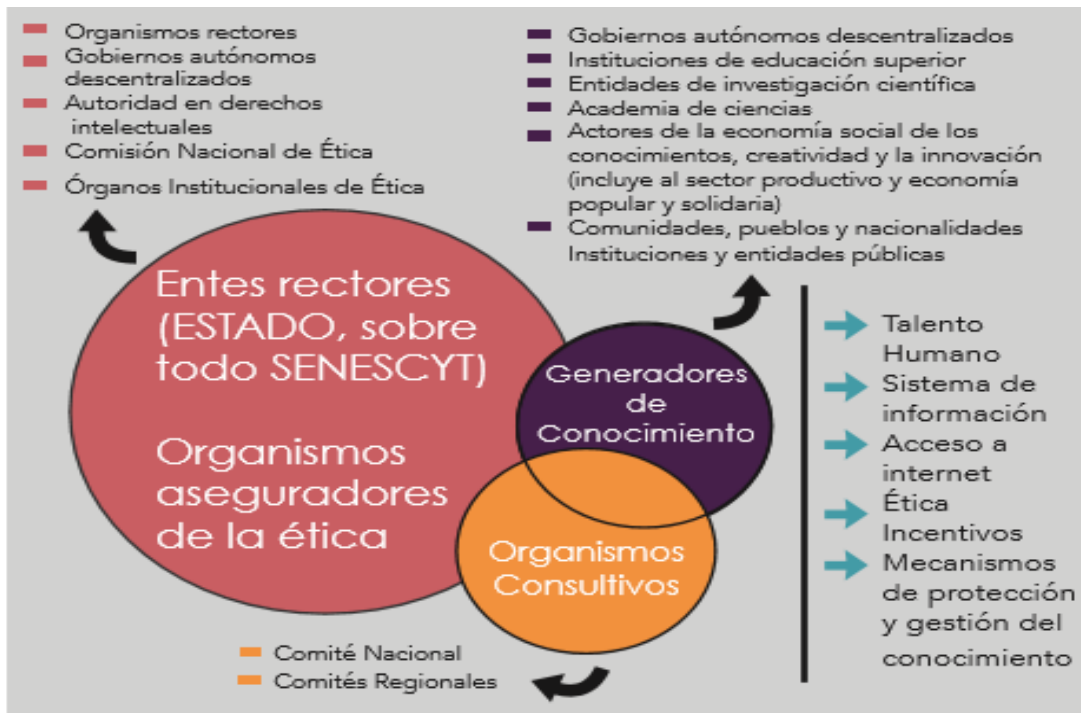 Organismos rectores
Gobiernos autónomos
descentralizados
Autoridad en derechos
intelectuales
Comisión Nacional de Ética
Órganos Institucionales de Ética
Gobiernos autónomos descentralizados
Instituciones de educación superior
Entidades de investigación científica
Academia de ciencias
Actores de la economía social de los
conocimientos, creatividad y la innovación
(incluye al sector productivo y economía
popular y solidaria)
Comunidades, pueblos y nacionalidades
Instituciones y entidades públicas
Entes rectores
(ESTADO, sobre
todo SENESCYT)
Organismos
aseguradores
de la ética
Generadores
de
Conocimiento
Organismos
Consultivos
Comité Nacional
Comités Regionales
Talento
Humano
Sistema de
información
Acceso a
internet
Ética
Incentivos
Mecanismos
de protección
y gestión del
conocimiento